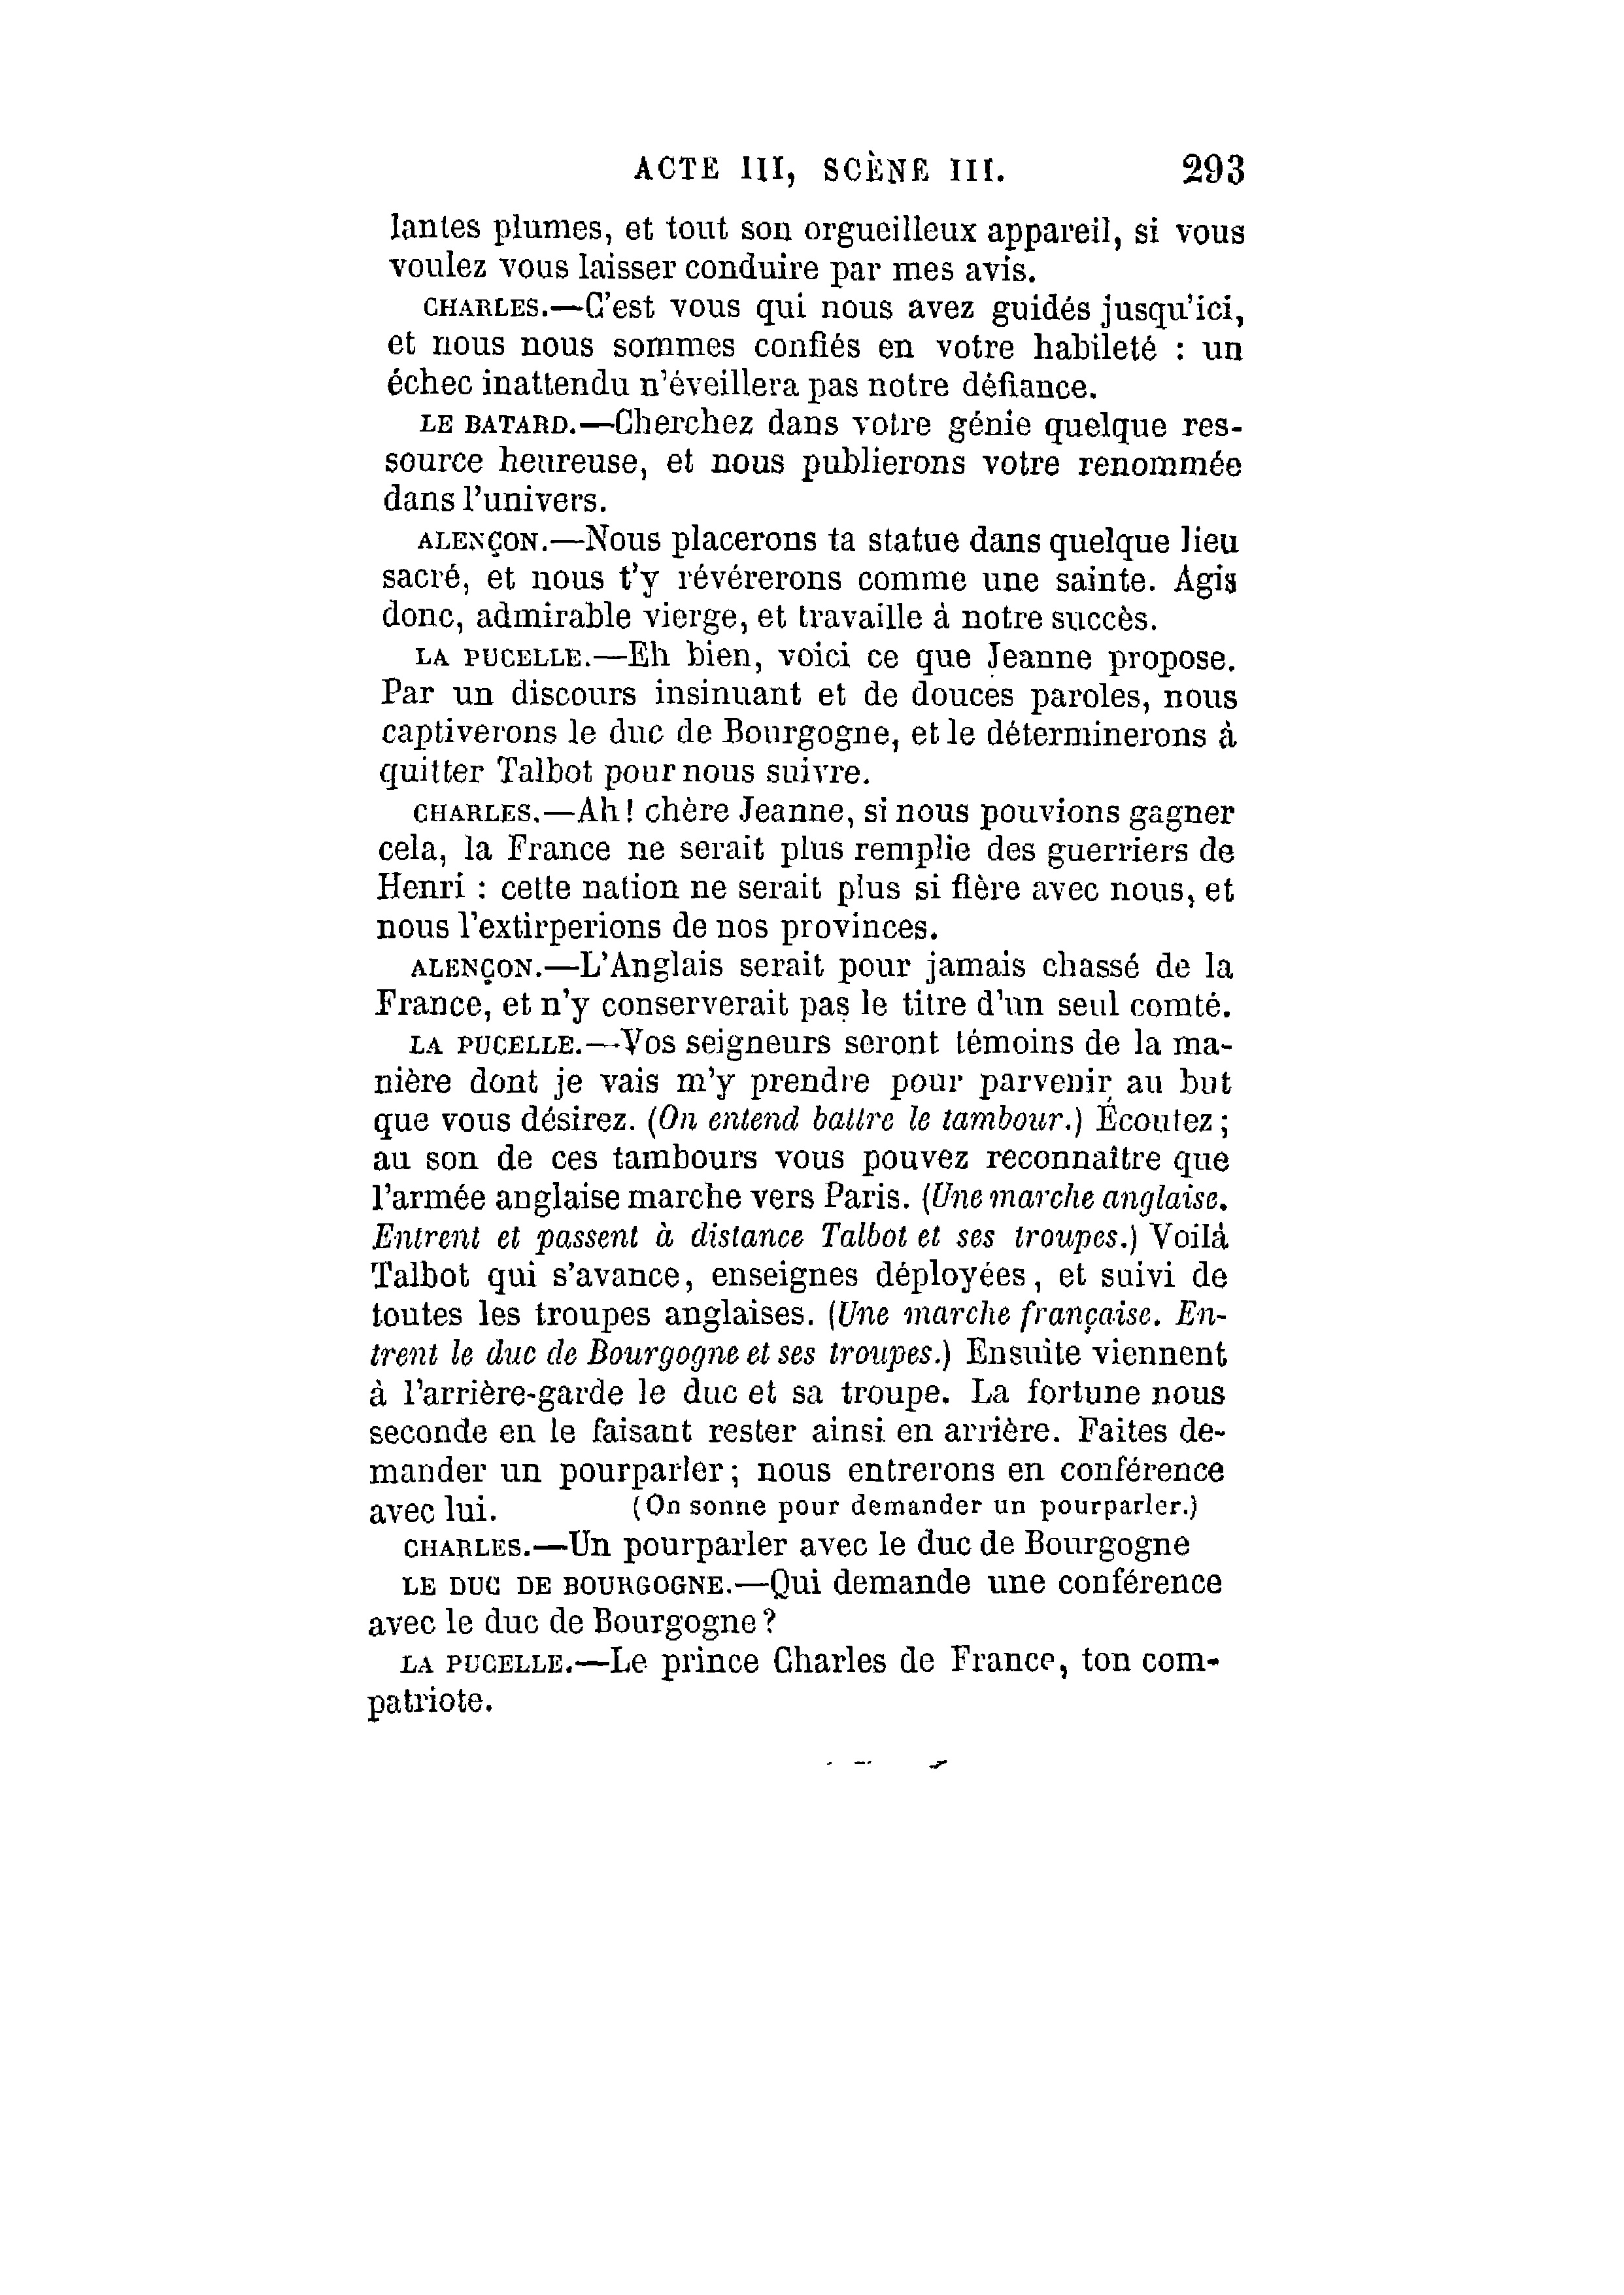 ACTE III, SCÈNE III. 293
lantes plumes, et tout son orgueilleux appareil, si vous
voulez vous laisser conduire par mes avis.
CHARLES.—C'est vous qui nous avez guidés jusqu'ici,
et nous nous sommes confiés en votre habileté : un
échec inattendu n'éveillera pas notre défiance.
LE BATARD.—Cherchez dans votre génie quelque res-
source heureuse, et nous publierons votre renommée
dans l'univers.
ALENÇON.—Nous placerons ta statue dans quelque lieu
sacré, et nous t'y révérerons comme une sainte. Agis
donc, admirable vierge, et travaille à notre succès.
LA PUCELLE.—Eh bien, voici ce que Jeanne propose.
Par un discours insinuant et de douces paroles, nous
captiverons le duc de Bourgogne, et le déterminerons à
quitter Talbot pour nous suivre.
CHARLES.—Ah! chère Jeanne, si nous pouvions gagner
cela, la France ne serait plus remplie des guerriers de
Henri : cette nation ne serait plus si fière avec nous, et
nous l'extirperions de nos provinces.
ALENÇON.—L'Anglais serait pour jamais chassé de la
France, et n'y conserverait pas le titre d'un seul comté.
LA PUCELLE.—Vos seigneurs seront témoins de la ma-
nière dont je vais m'y prendre pour parvenir au but
que vous désirez. (On entend battre le tambour.) Écoutez ;
au son de ces tambours vous pouvez reconnaître que
l'armée anglaise marche vers Paris. (Une marche anglaise.
Entrent et passent à distance Talbot et ses troupes.) Voilà
Talbot qui s'avance, enseignes déployées, et suivi de
toutes les troupes anglaises. (Une marche française. En-
trent le duc de Bourgogne et ses troupes.) Ensuite viennent
à l'arrière-garde le duc et sa troupe. La fortune nous
seconde en le faisant rester ainsi en arrière. Faites de-
mander un pourparler ; nous entrerons en conférence
avec lui. (On sonne pour demander un pourparler.)
CHARLES.—Un pourparler avec le duc de Bourgogne
LE DUC DE BOURGOGNE.—Qui demande une conférence
avec le duc de Bourgogne ?
LA PUCELLE.—Le prince Charles de France, ton com-
patriote.